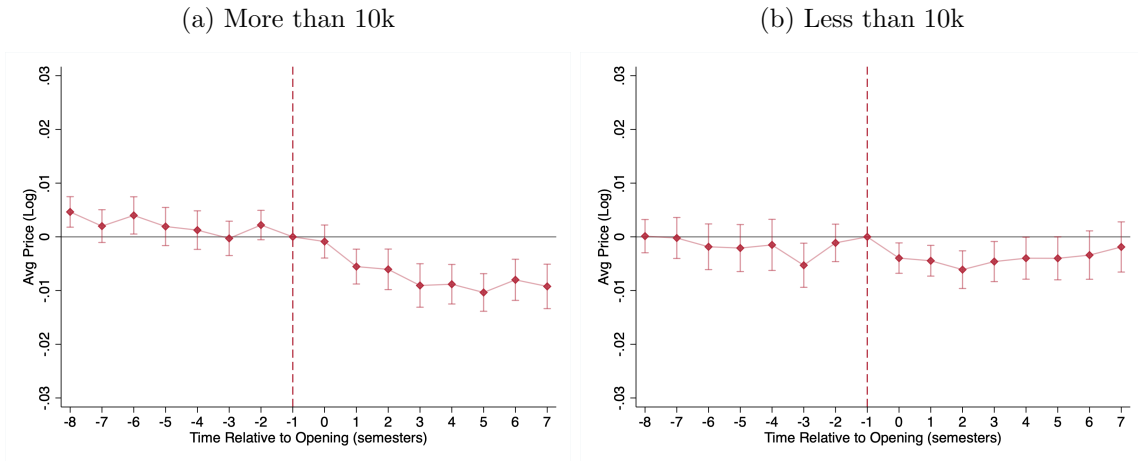 (a) More than 10k
Avg Price (Log)
.03
.02
.01
0
-.01
-.02
-.03
-8 -7 -6 -5 -4 -3 -2 -1 0 1 2 3 4 5 6 7
Time Relative to Opening (semesters)
(b) Less than 10k
Avg Price (Log)
.03
.02
.01
0
-.01
-.02
-.03
-8 -7 -6 -5 -4 -3 -2 -1 0 1 2 3 4 5 6 7
Time Relative to Opening (semesters)